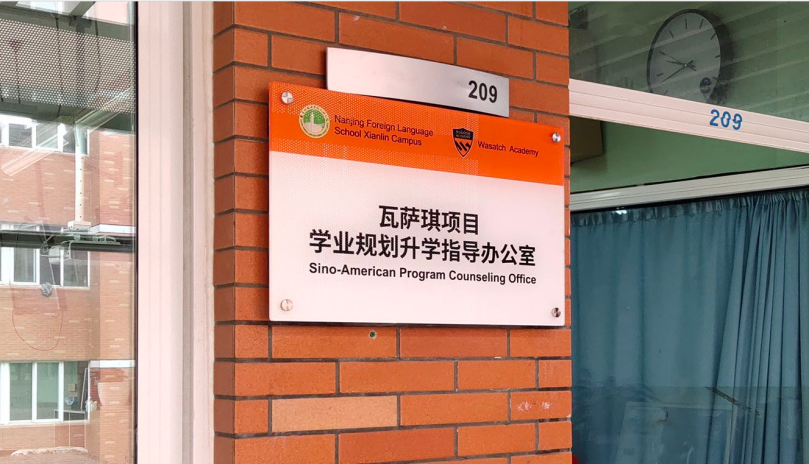 209
Nanjing Foreign Language
School Xianlin Campus
Wasatch Academy
瓦萨琪项目
学业规划升学指导办公室
Sino-American Program Counseling Office
209